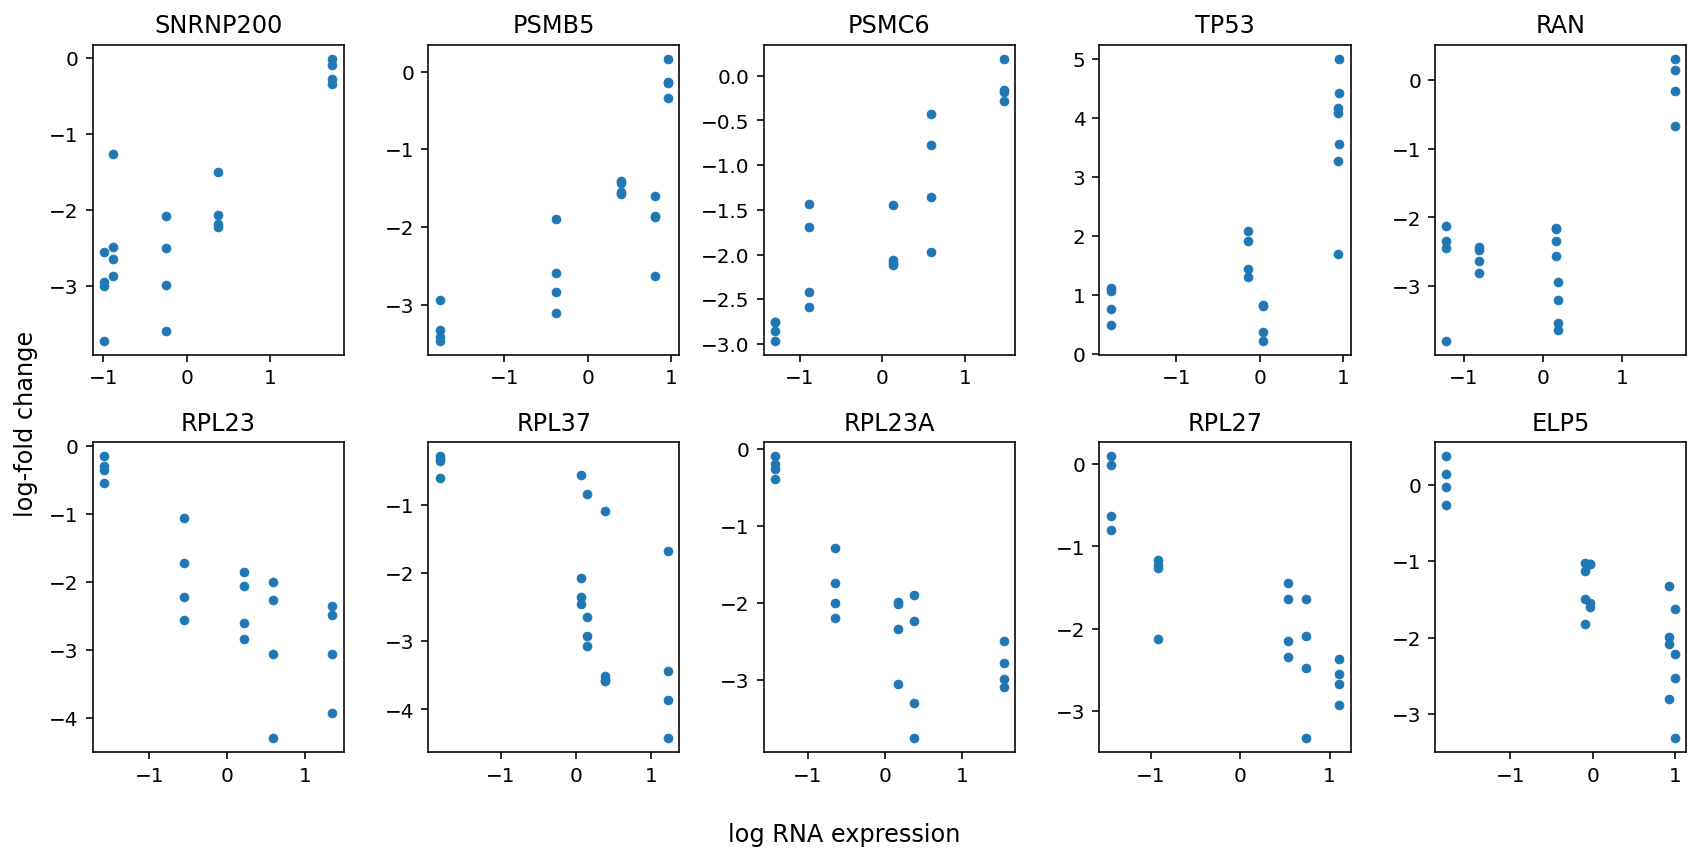 SNRNP200 PSMB5 PSMC6 TP53 RAN
0 −1 −2 −3
−1 0 1
0 −1 −2 −3
−1 0 1
0.0 −0.5 −1.0 −1.5 −2.0 −2.5 −3.0
−1 0 1
5 4 3 2 1 0
−1 0 1
0 −1 −2 −3
−1 0 1
log-fold change
RPL23 RPL37 RPL23A RPL27 ELP5
0 −1 −2 −3 −4
−1 0 1
−1 −2 −3 −4
−1 0 1
0 −1 −2 −3
−1 0 1
0 −1 −2 −3
−1 0 1
0 −1 −2 −3
−1 0 1
log RNA expression